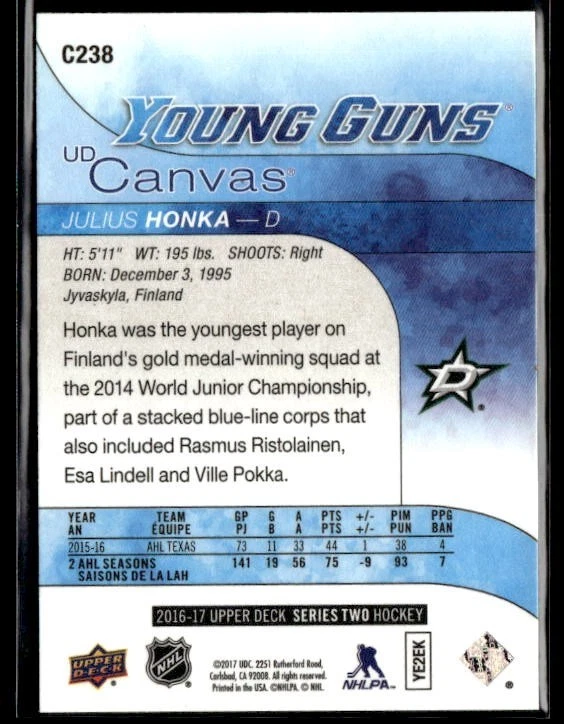 C238
YOUNG GUNS®
UD
Canvas®
JULIUS HONKA — D
HT: 5'11" WT: 195 lbs. SHOOTS: Right
BORN: December 3, 1995
Jyvaskyla, Finland
Honka was the youngest player on
Finland's gold medal-winning squad at
the 2014 World Junior Championship,
part of a stacked blue-line corps that
also included Rasmus Ristolainen,
Esa Lindell and Ville Pokka.
D ®
YEAR TEAM GP G A PTS +/- PIM PPG
AN ÉQUIPE PJ B A PTS +/- PUN BAN
2015-16 AHL TEXAS 73 11 33 44 1 38 4
2 AHL SEASONS 141 19 56 75 -9 93 7
SAISONS DE LA LAH
2016-17 UPPER DECK SERIES TWO HOCKEY
UPPER DECK ®
NHL ®
©2017 UDC. 2251 Rutherford Road,
Carlsbad, CA 92008. All rights reserved.
Printed in the USA. ©NHLPA. © NHL.
NHLPA™
YE2EK
®